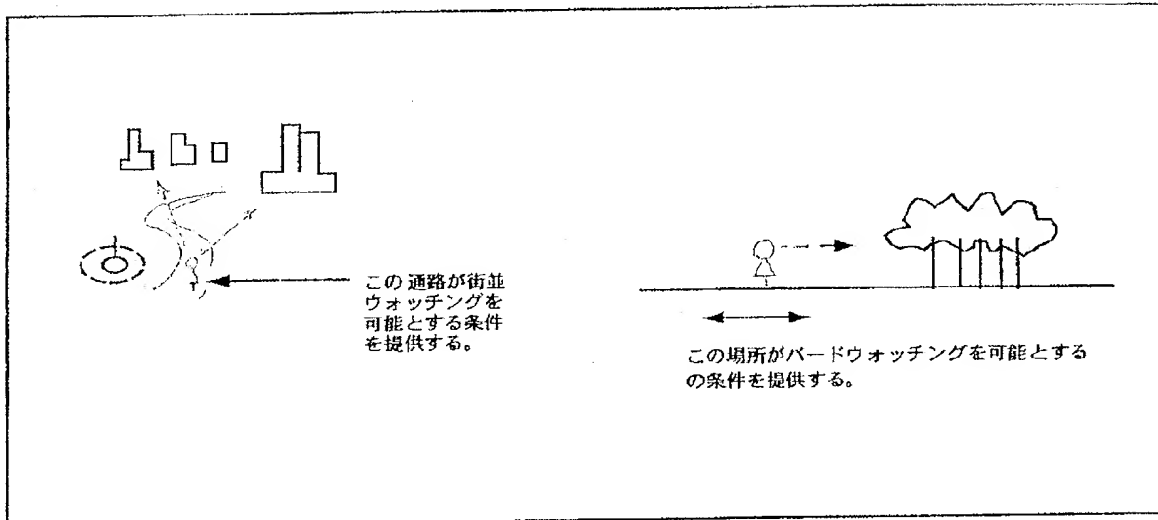 この通路が街並
ウォッチングを
可能とする条件
を提供する。
この場所がバードウォッチングを可能とする
の条件を提供する。